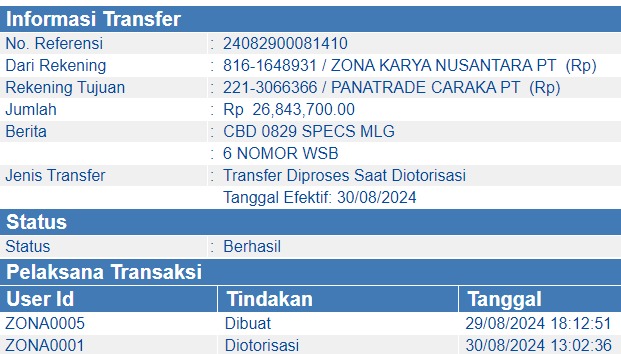 Informasi Transfer
No. Referensi : 24082900081410
Dari Rekening : 816-1648931 / ZONA KARYA NUSANTARA PT (Rp)
Rekening Tujuan : 221-3066366 / PANATRADE CARAKA PT (Rp)
Jumlah : Rp 26,843,700.00
Berita : CBD 0829 SPECS MLG
: 6 NOMOR WSB
Jenis Transfer : Transfer Diproses Saat Diotorisasi
Tanggal Efektif: 30/08/2024
Status
Status : Berhasil
Pelaksana Transaksi
User Id Tindakan Tanggal
ZONA0005 Dibuat 29/08/2024 18:12:51
ZONA0001 Diotorisasi 30/08/2024 13:02:36